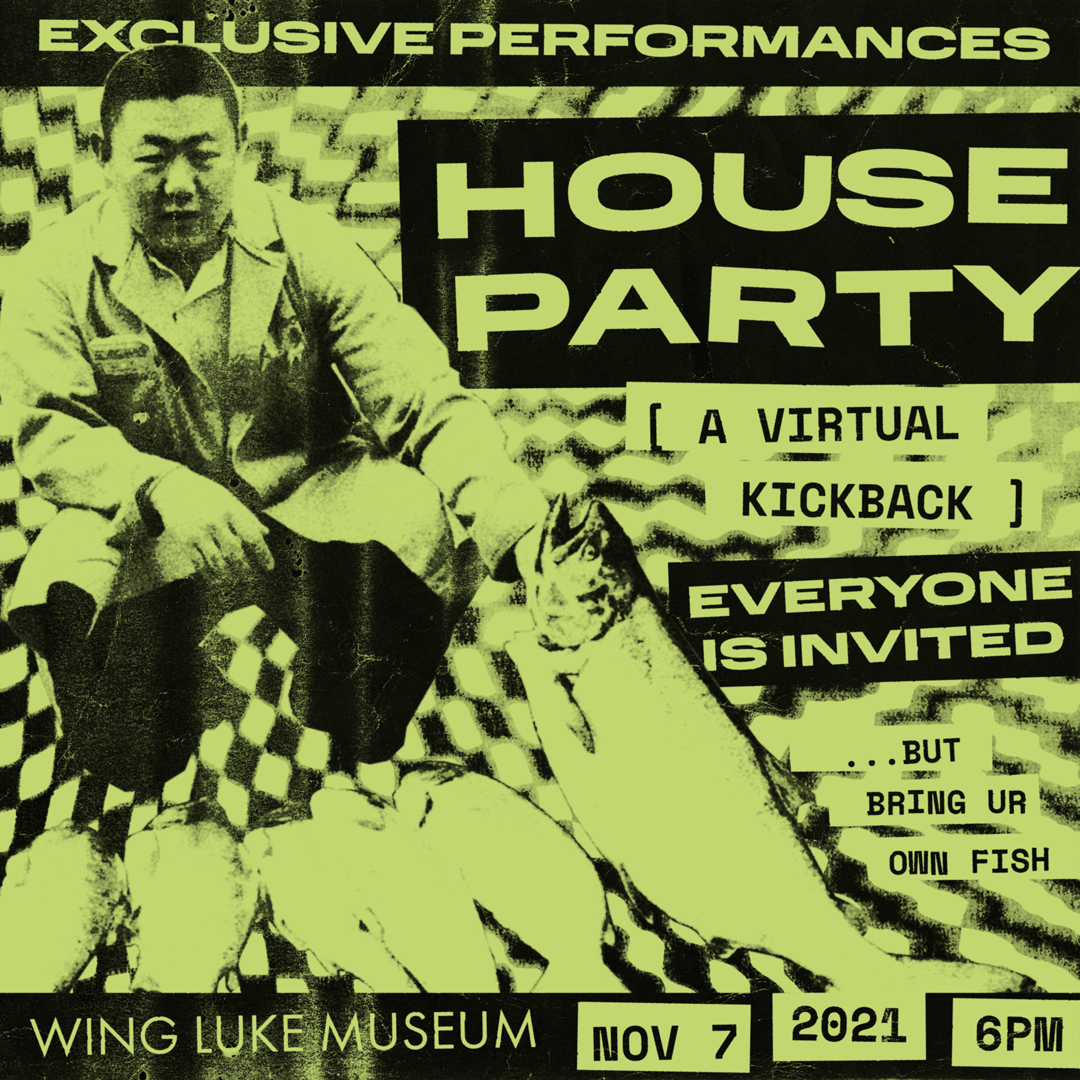 EXCLUSIVE PERFORMANCES
HOUSE
PARTY
[ A VIRTUAL
KICKBACK ]
EVERYONE
IS INVITED
...BUT
BRING UR
OWN FISH
WING LUKE MUSEUM
NOV 7
2021
6PM